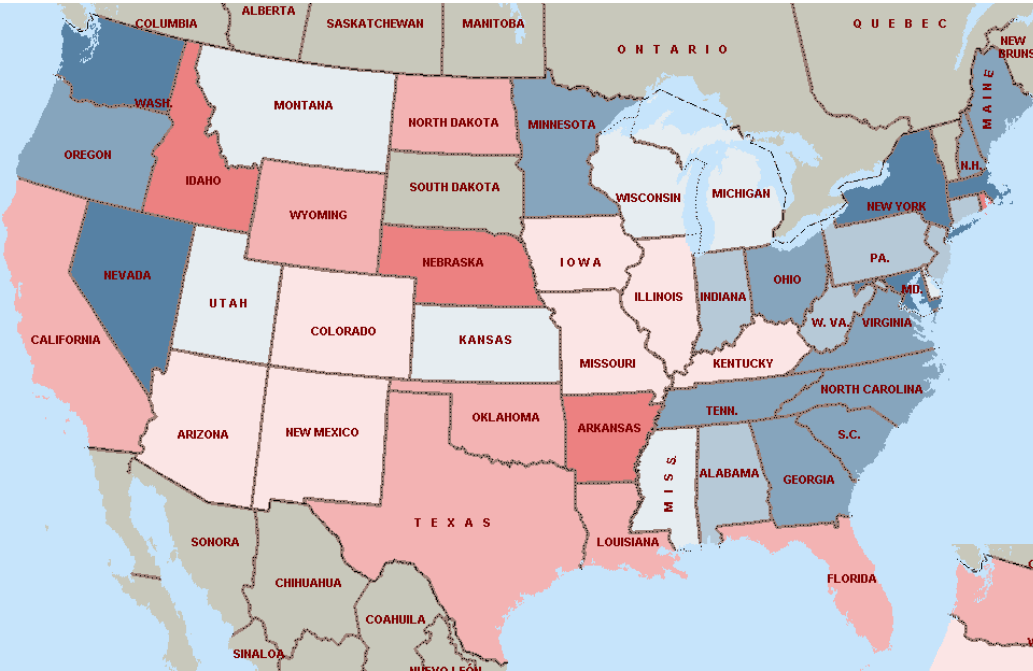 COLUMBIA
ALBERTA
SASKATCHEWAN
MANITOBA
ONTARIO
QUEBEC
NEW
BRUNS
WASH.
MONTANA
NORTH DAKOTA
MINNESOTA
MAINE
OREGON
IDAHO
SOUTH DAKOTA
WISCONSIN
MICHIGAN
N.H.
WYOMING
NEW YORK
NEVADA
NEBRASKA
IOWA
PA.
UTAH
ILLINOIS
INDIANA
OHIO
MD.
CALIFORNIA
COLORADO
KANSAS
W. VA.
VIRGINIA
MISSOURI
KENTUCKY
NORTH CAROLINA
ARIZONA
NEW MEXICO
OKLAHOMA
ARKANSAS
TENN.
S.C.
MISS.
ALABAMA
GEORGIA
TEXAS
LOUISIANA
SONORA
CHIHUAHUA
FLORIDA
COAHUILA
SINALOA
NUEVO LEÓN